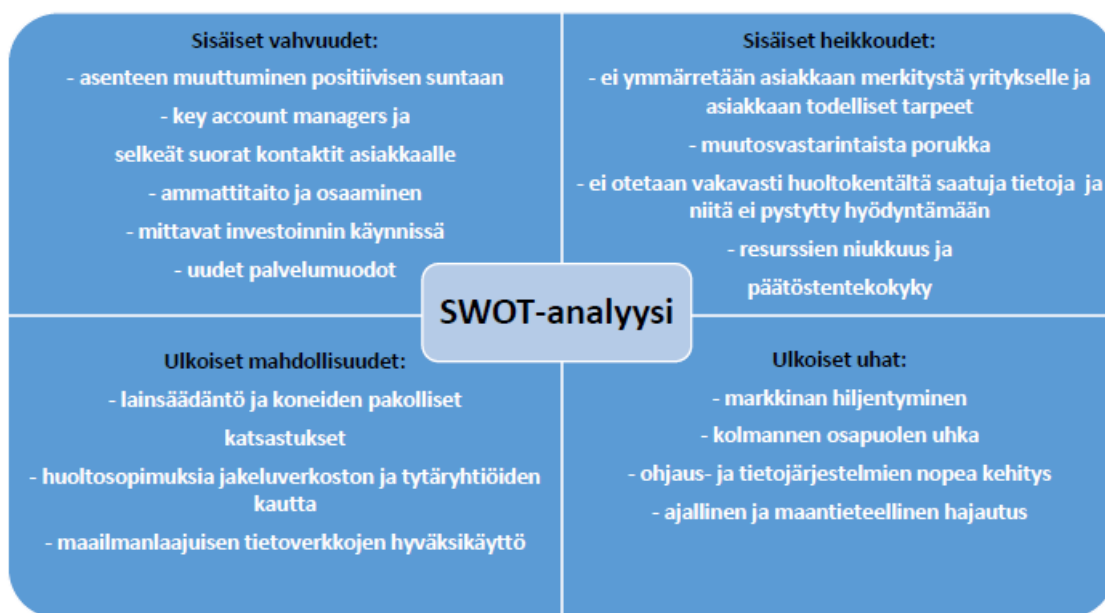 Sisäiset vahvuudet:
- asenteen muuttuminen positiivisen suntaan
- key account managers ja
selkeät suorat kontaktit asiakkaalle
- ammattitaito ja osaaminen
- mittavat investoinnin käynnissä
- uudet palvelumuodot
Sisäiset heikkoudet:
- ei ymmärretään asiakkaan merkitystä yritykselle ja
asiakkaan todelliset tarpeet
- muutosvastarintaista porukka
- ei otetaan vakavasti huoltokentältä saatuja tietoja ja
niitä ei pystytty hyödyntämään
- resurssien niukkuus ja
päätöstentekokyky
SWOT-analyysi
Ulkoiset mahdollisuudet:
- lainsäädäntö ja koneiden pakolliset
katsastukset
- huoltosopimuksia jakeluverkoston ja tytäryhtiöiden
kautta
- maailmanlaajuisen tietoverkkojen hyväksikäyttö
Ulkoiset uhat:
- markkinan hiljentyminen
- kolmannen osapuolen uhka
- ohjaus- ja tietojärjestelmien nopea kehitys
- ajallinen ja maantieteellinen hajautus